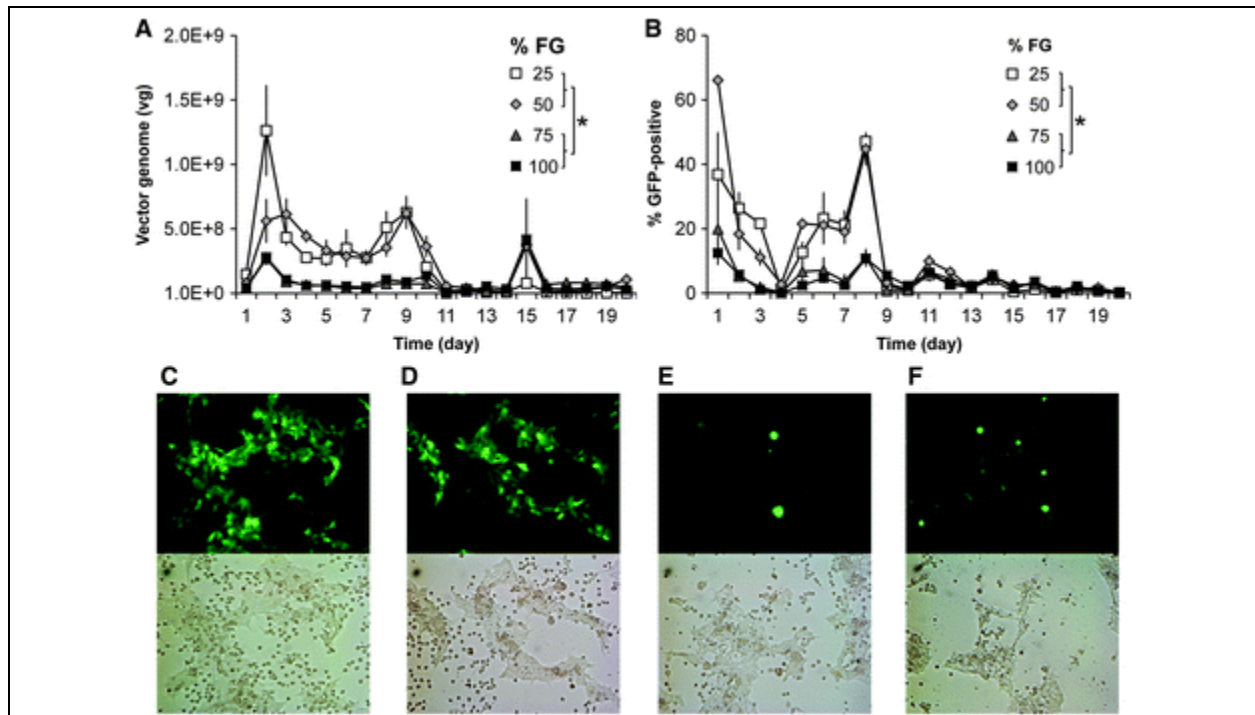 A
2.0E+9
1.5E+9
1.0E+9
5.0E+8
1.0E+0
Vector genome (vg)
% FG
25
50
75
100
*
1 3 5 7 9 11 13 15 17 19
Time (day)
B
80
60
40
20
0
% GFP-positive
% FG
25
50
75
100
*
1 3 5 7 9 11 13 15 17 19
Time (day)
C D E F